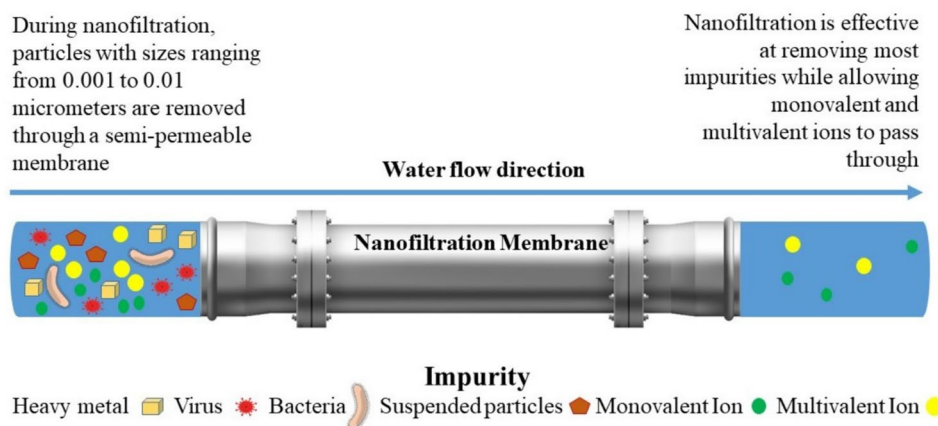 During nanofiltration,
particles with sizes ranging
from 0.001 to 0.01
micrometers are removed
through a semi-permeable
membrane
Nanofiltration is effective
at removing most
impurities while allowing
monovalent and
multivalent ions to pass
through
Water flow direction
Nanofiltration Membrane
Impurity
Heavy metal Virus Bacteria Suspended particles Monovalent Ion Multivalent Ion